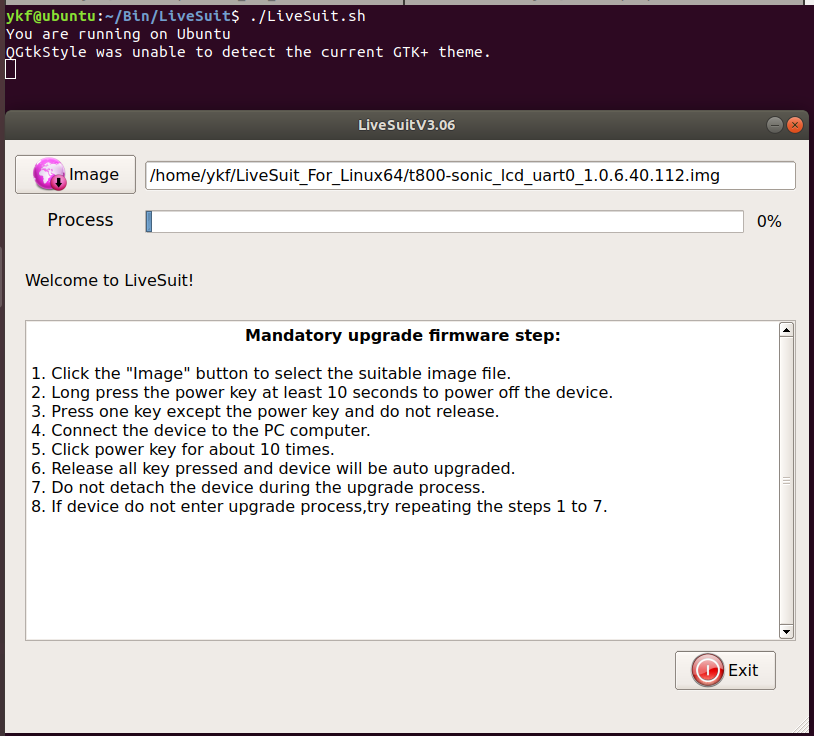 ykf@ubuntu:~/Bin/LiveSuit$ ./LiveSuit.sh
You are running on Ubuntu
QGtkStyle was unable to detect the current GTK+ theme.
LiveSuitV3.06
Image /home/ykf/LiveSuit_For_Linux64/t800-sonic_lcd_uart0_1.0.6.40.112.img
Process 0%
Welcome to LiveSuit!
Mandatory upgrade firmware step:
1. Click the "Image" button to select the suitable image file.
2. Long press the power key at least 10 seconds to power off the device.
3. Press one key except the power key and do not release.
4. Connect the device to the PC computer.
5. Click power key for about 10 times.
6. Release all key pressed and device will be auto upgraded.
7. Do not detach the device during the upgrade process.
8. If device do not enter upgrade process,try repeating the steps 1 to 7.
Exit